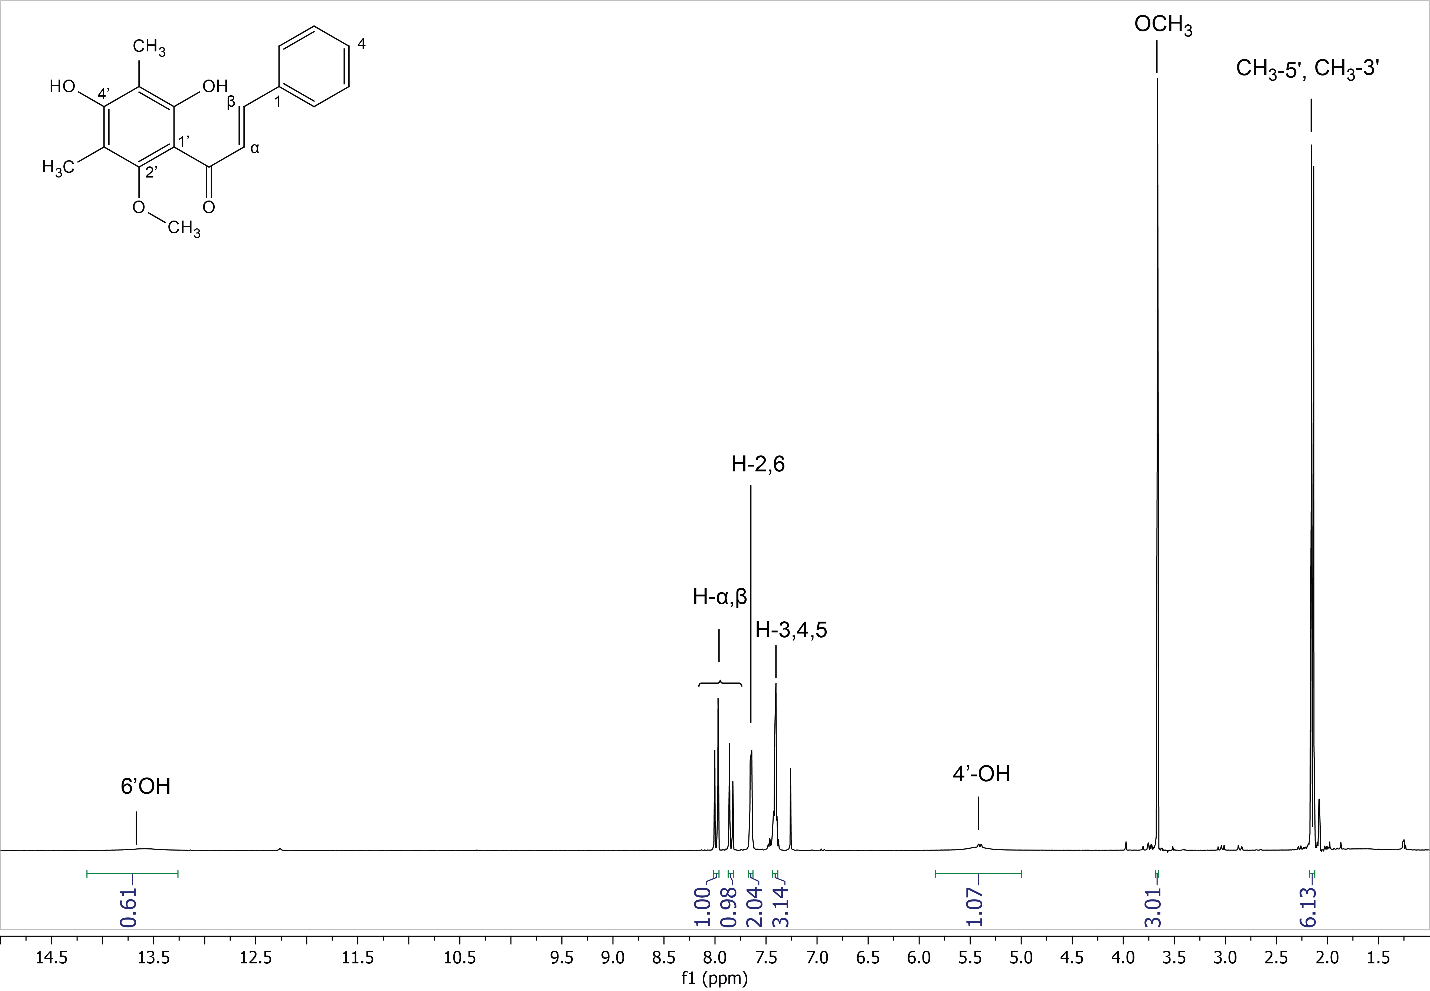 OCH3
CH3-5', CH3-3'
CH3
4
HO
4'
OH
β
1
1'
α
H3C
2'
O
O
CH3
H-2,6
H-α,β
H-3,4,5
6’OH
4’-OH
0.61
1.00
0.98
2.04
3.14
1.07
3.01
6.13
14.5 13.5 12.5 11.5 10.5 9.5 9.0 8.5 8.0 7.5 7.0 6.5 6.0 5.5 5.0 4.5 4.0 3.5 3.0 2.5 2.0 1.5
f1 (ppm)